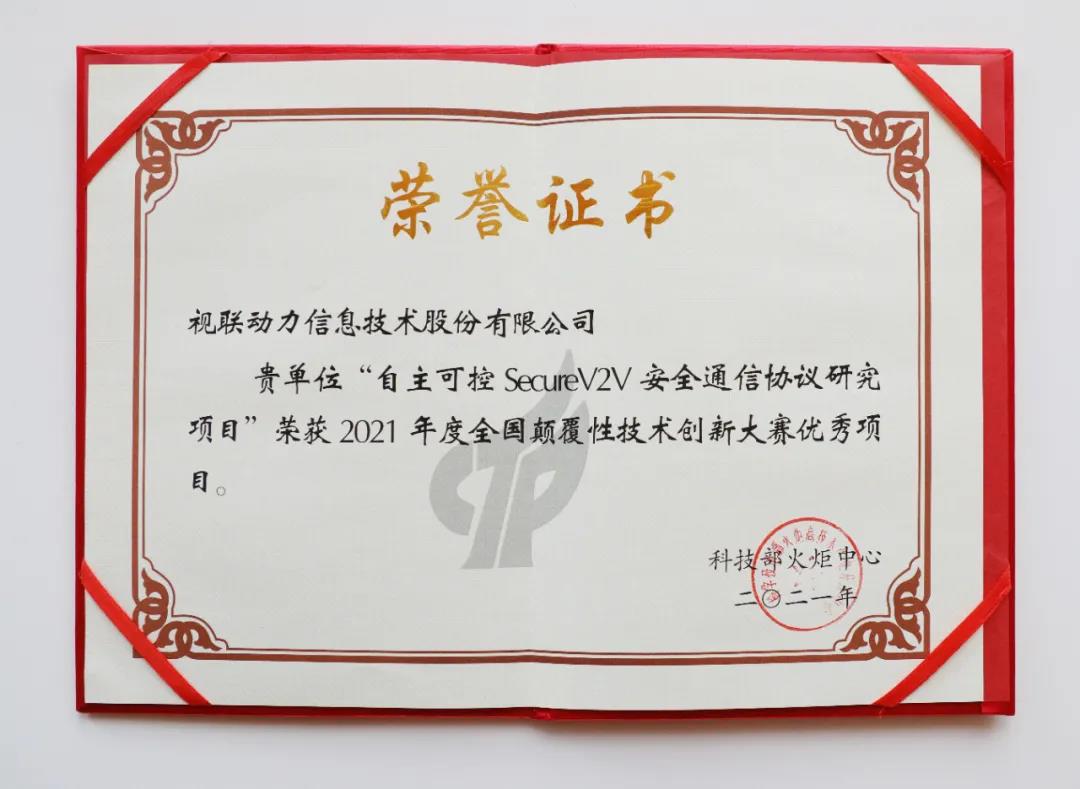 荣誉证书
视联动力信息技术股份有限公司
贵单位“自主可控SecureV2V安全通信协议研究
项目”荣获2021年度全国颠覆性技术创新大赛优秀项
目。
科技部火炬中心
二〇二一年